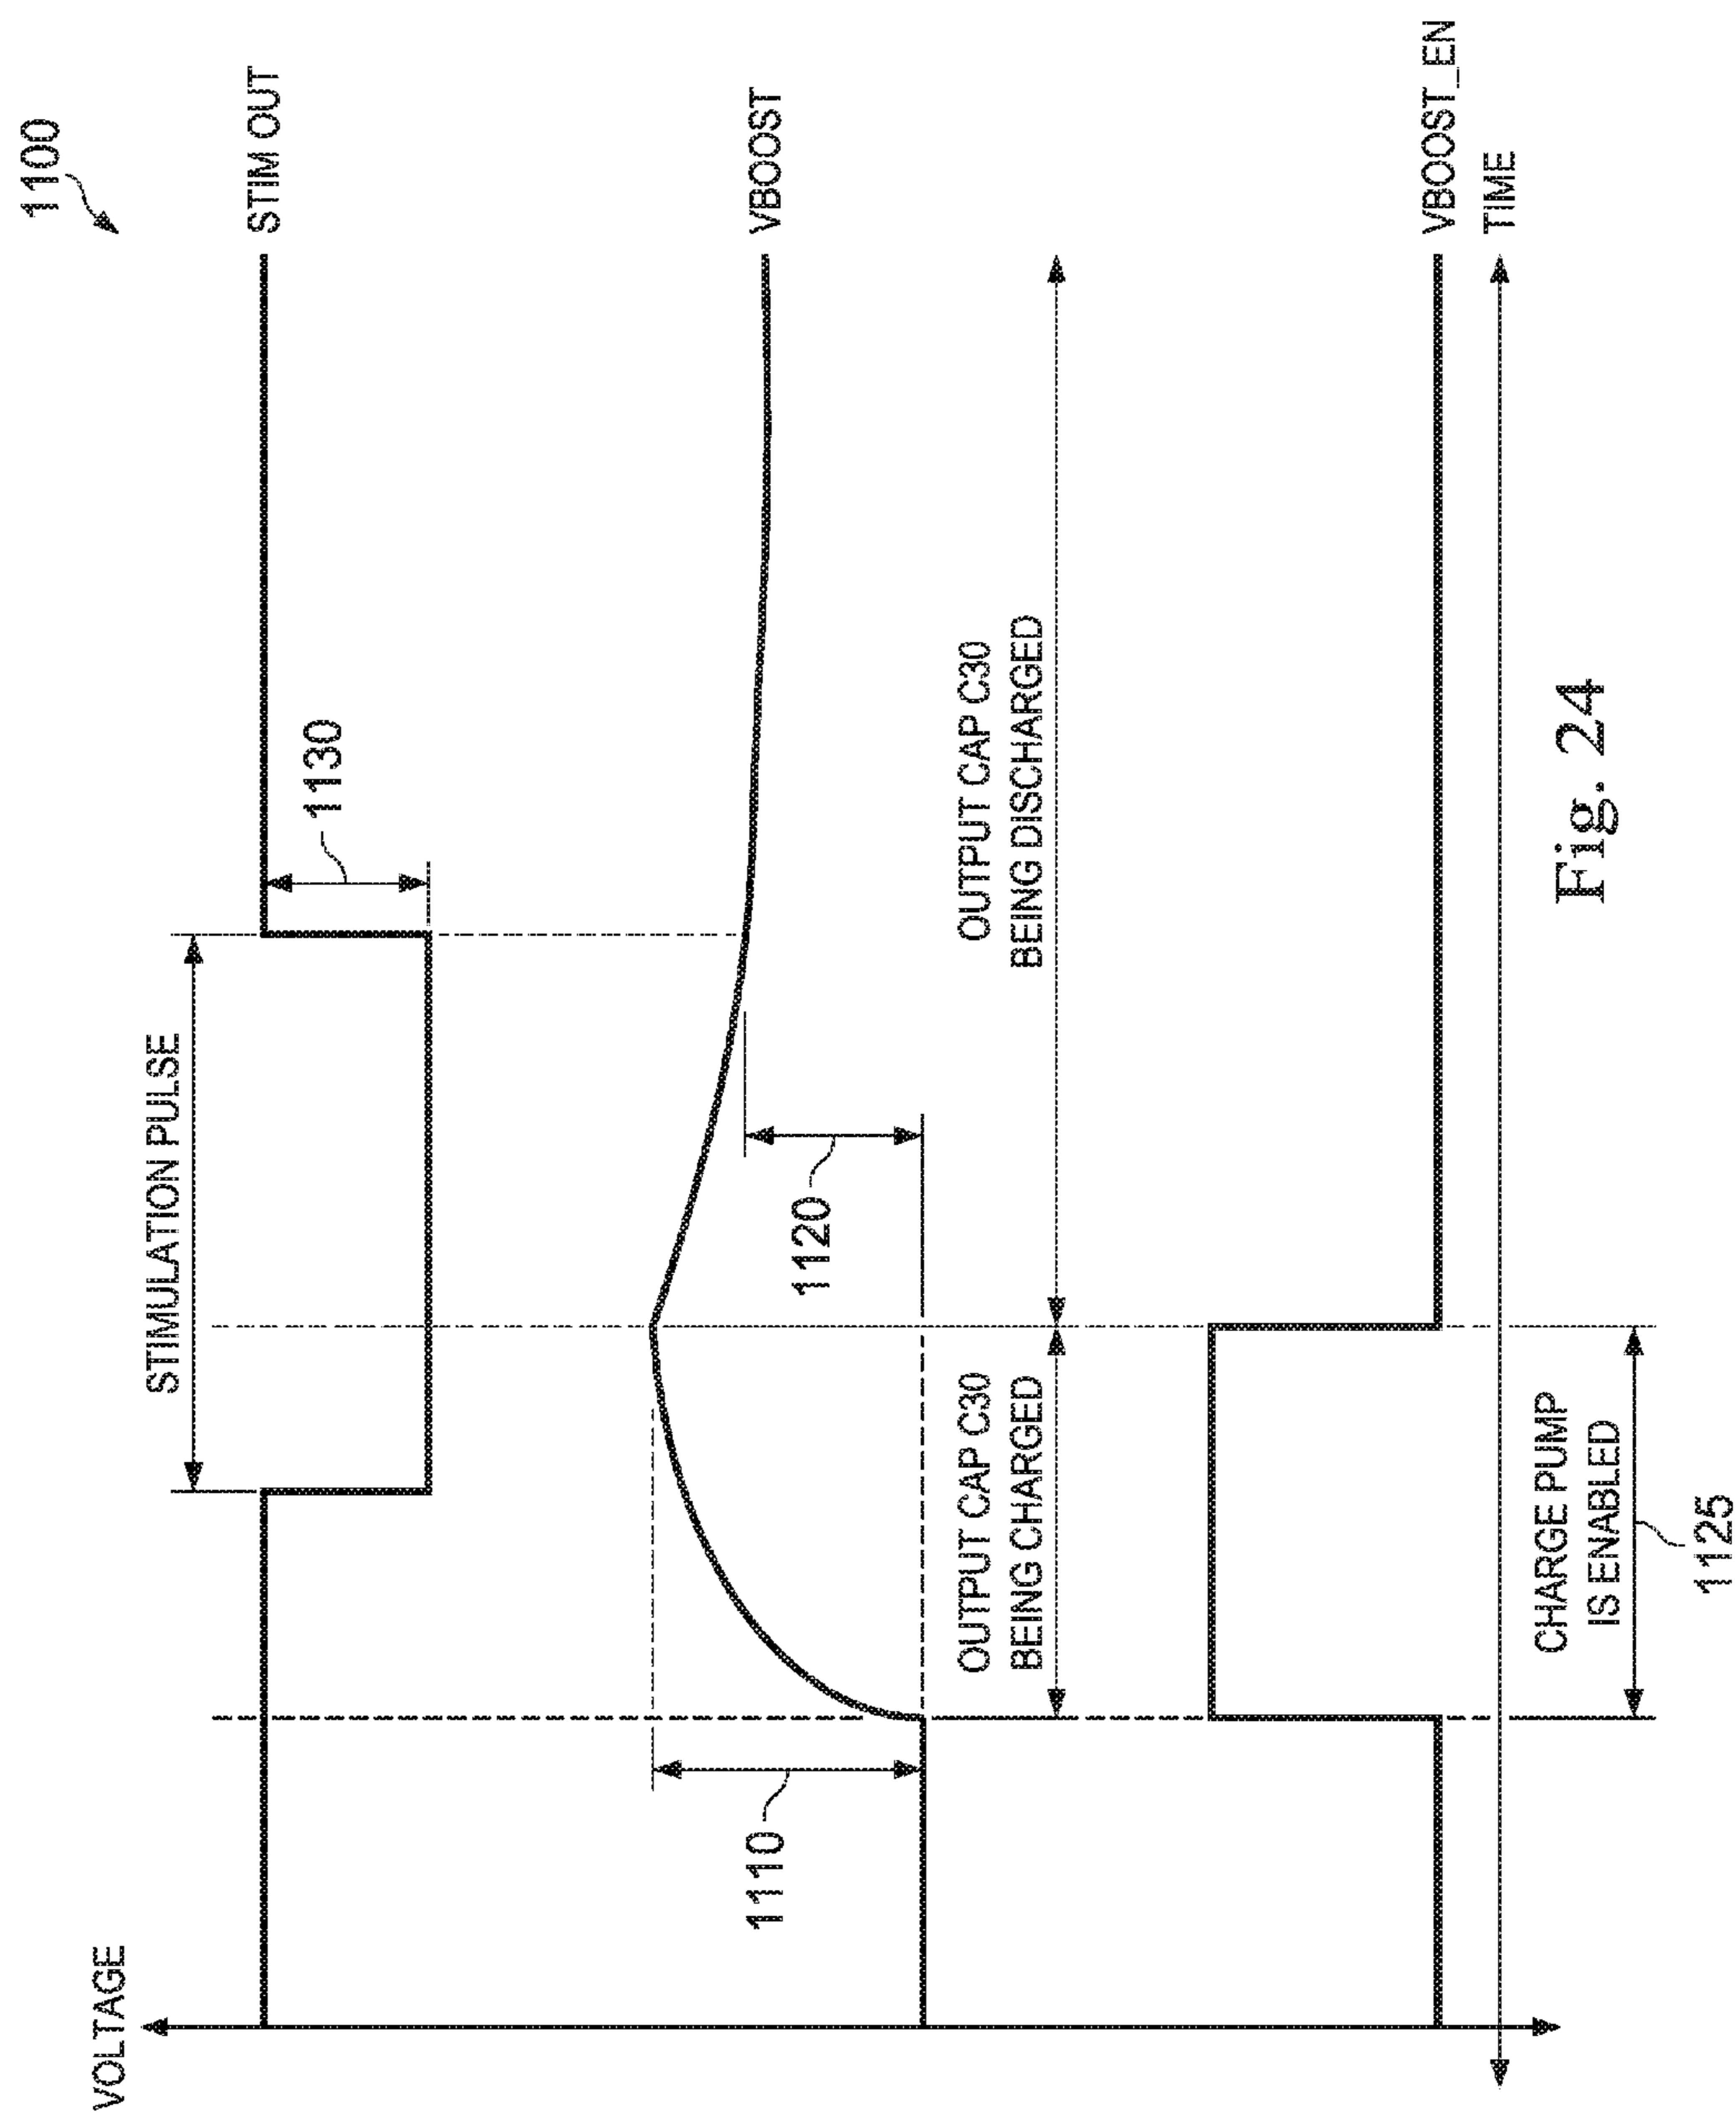 1100
VOLTAGE
STIMULATION PULSE
STIM OUT
1130
1110
1120
VBOOST
OUTPUT CAP C30
BEING CHARGED
OUTPUT CAP C30
BEING DISCHARGED
VBOOST_EN
TIME
CHARGE PUMP
IS ENABLED
1125
Fig. 24